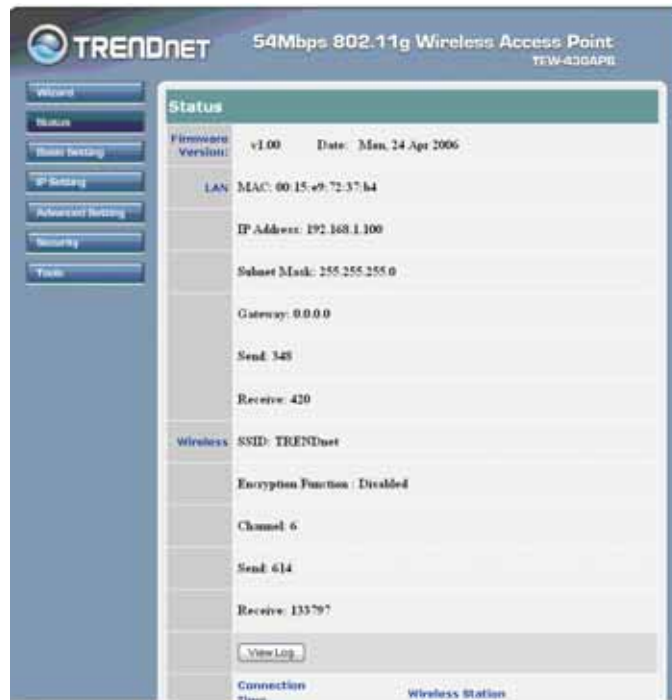 TRENDNET
54Mbps 802.11g Wireless Access Point
TEW-430APB
Wizard
Status
Basic Setting
IP Setting
Advanced Setting
Security
Tools
Status
Firmware Version: v1.00 Date: Mon, 24 Apr 2006
LAN MAC: 00:15:e9:72:37:b4
IP Address: 192.168.1.100
Subnet Mask: 255.255.255.0
Gateway: 0.0.0.0
Send: 348
Receive: 420
Wireless SSID: TRENDnet
Encryption Function : Disabled
Channel: 6
Send: 614
Receive: 133797
View Log
Connection
Wireless Station